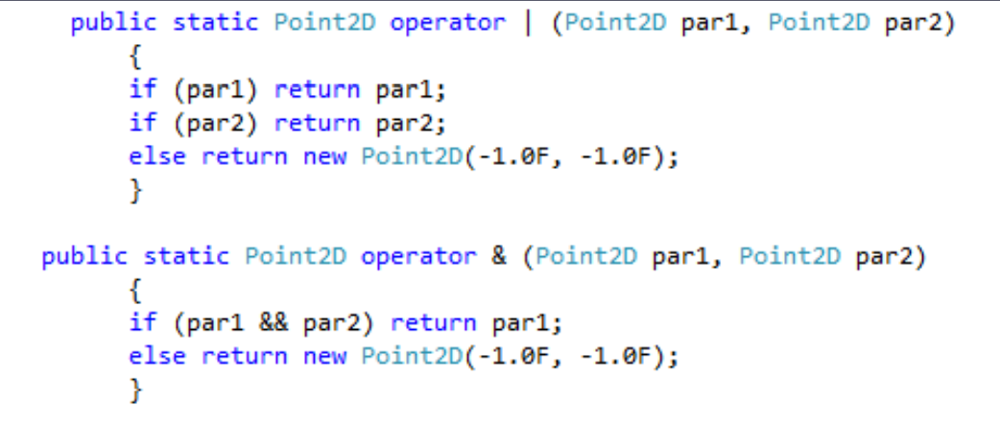 public static Point2D operator | (Point2D par1, Point2D par2)
{
if (par1) return par1;
if (par2) return par2;
else return new Point2D(-1.0F, -1.0F);
}
public static Point2D operator & (Point2D par1, Point2D par2)
{
if (par1 && par2) return par1;
else return new Point2D(-1.0F, -1.0F);
}